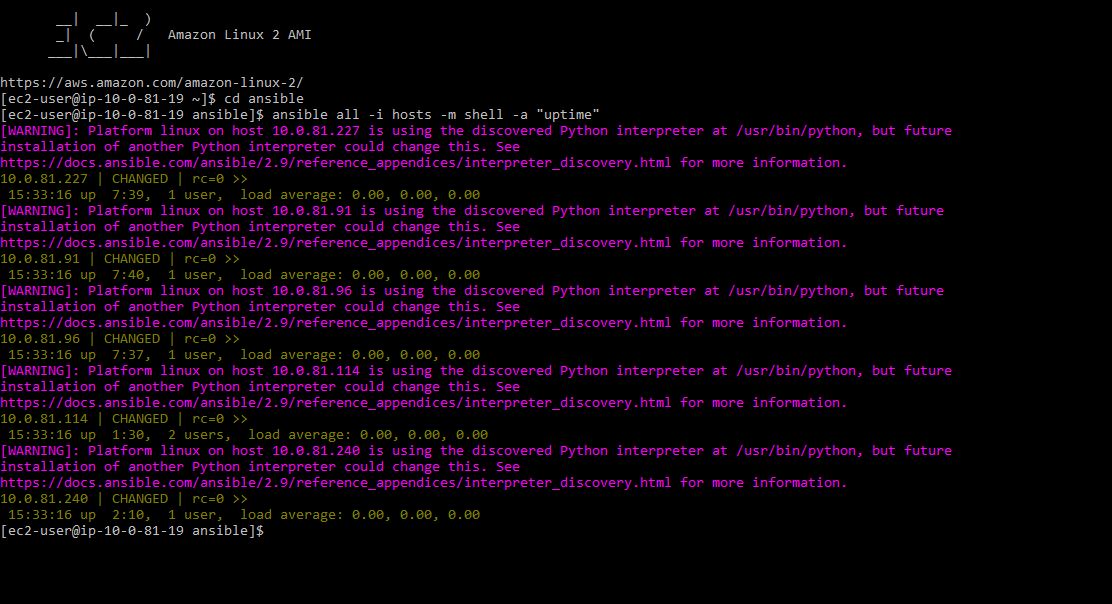 __|  __|_  )
       _|  (     /   Amazon Linux 2 AMI
      ___|\___|___|
https://aws.amazon.com/amazon-linux-2/
[ec2-user@ip-10-0-81-19 ~]$ cd ansible
[ec2-user@ip-10-0-81-19 ansible]$ ansible all -i hosts -m shell -a "uptime"
[WARNING]: Platform linux on host 10.0.81.227 is using the discovered Python interpreter at /usr/bin/python, but future
installation of another Python interpreter could change this. See
https://docs.ansible.com/ansible/2.9/reference_appendices/interpreter_discovery.html for more information.
10.0.81.227 | CHANGED | rc=0 >>
 15:33:16 up  7:39,  1 user,  load average: 0.00, 0.00, 0.00
[WARNING]: Platform linux on host 10.0.81.91 is using the discovered Python interpreter at /usr/bin/python, but future
installation of another Python interpreter could change this. See
https://docs.ansible.com/ansible/2.9/reference_appendices/interpreter_discovery.html for more information.
10.0.81.91 | CHANGED | rc=0 >>
 15:33:16 up  7:40,  1 user,  load average: 0.00, 0.00, 0.00
[WARNING]: Platform linux on host 10.0.81.96 is using the discovered Python interpreter at /usr/bin/python, but future
installation of another Python interpreter could change this. See
https://docs.ansible.com/ansible/2.9/reference_appendices/interpreter_discovery.html for more information.
10.0.81.96 | CHANGED | rc=0 >>
 15:33:16 up  7:37,  1 user,  load average: 0.00, 0.00, 0.00
[WARNING]: Platform linux on host 10.0.81.114 is using the discovered Python interpreter at /usr/bin/python, but future
installation of another Python interpreter could change this. See
https://docs.ansible.com/ansible/2.9/reference_appendices/interpreter_discovery.html for more information.
10.0.81.114 | CHANGED | rc=0 >>
 15:33:16 up  1:30,  2 users,  load average: 0.00, 0.00, 0.00
[WARNING]: Platform linux on host 10.0.81.240 is using the discovered Python interpreter at /usr/bin/python, but future
installation of another Python interpreter could change this. See
https://docs.ansible.com/ansible/2.9/reference_appendices/interpreter_discovery.html for more information.
10.0.81.240 | CHANGED | rc=0 >>
 15:33:16 up  2:10,  1 user,  load average: 0.00, 0.00, 0.00
[ec2-user@ip-10-0-81-19 ansible]$